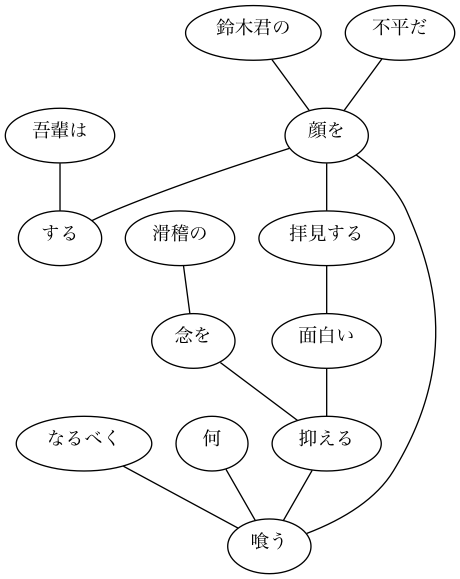 鈴木君の
不平だ
吾輩は
顔を
する
滑稽の
拝見する
念を
面白い
なるべく
何
抑える
喰う